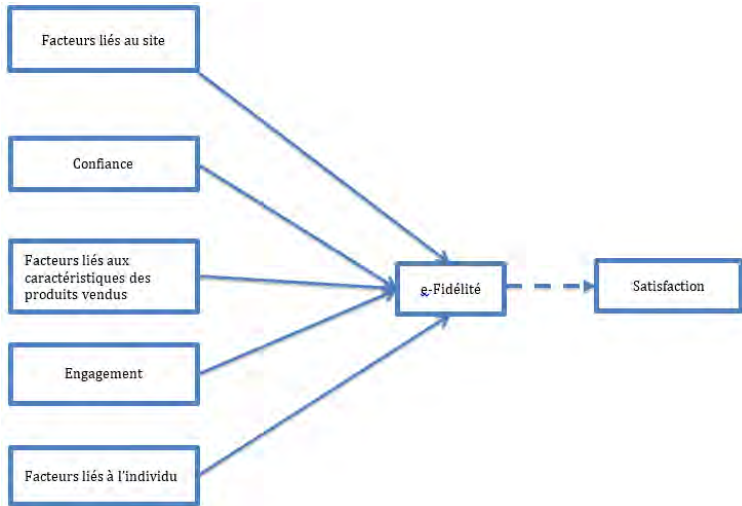 Facteurs liés au site
Confiance
Facteurs liés aux
caractéristiques des
produits vendus
e-Fidélité
Satisfaction
Engagement
Facteurs liés à l'individu